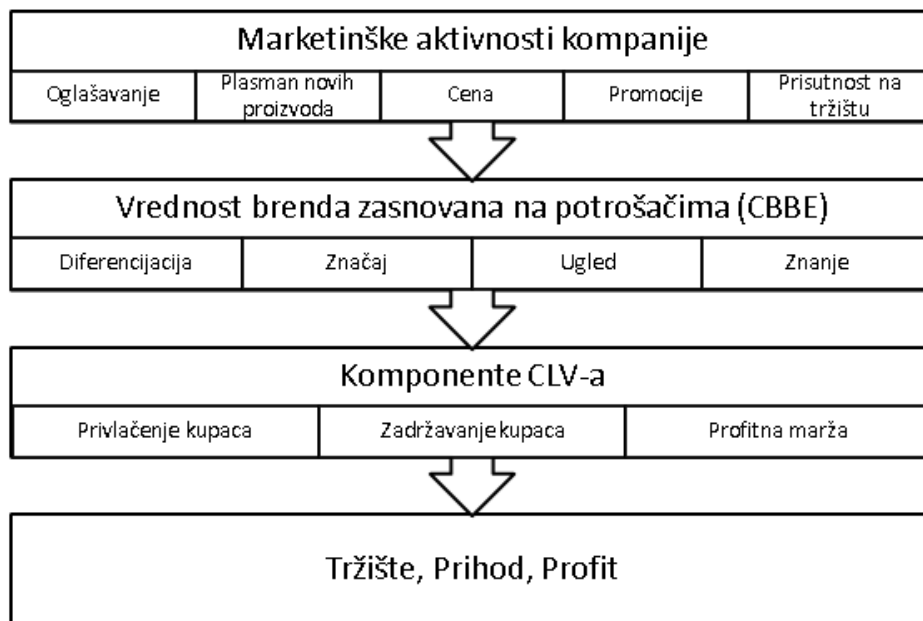 Marketinške aktivnosti kompanije
Oglašavanje
Plasman novih
proizvoda
Cena
Promocije
Prisutnost na
tržištu
Vrednost brenda zasnovana na potrošačima (CBBE)
Diferencijacija
Značaj
Ugled
Znanje
Komponente CLV-a
Privlačenje kupaca
Zadržavanje kupaca
Profitna marža
Tržište, Prihod, Profit